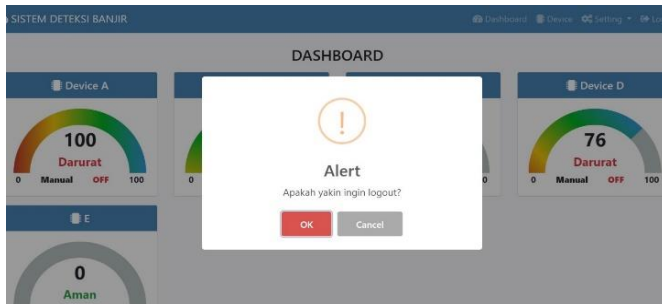 SISTEM DETEKSI BANJIR
Dashboard Device Setting
DASHBOARD
Device A
Device D
100
Darurat
0 Manual OFF 100
0
0
76
Darurat
0 Manual OFF 100
!
Alert
Apakah yakin ingin logout?
OK Cancel
E
0
Aman